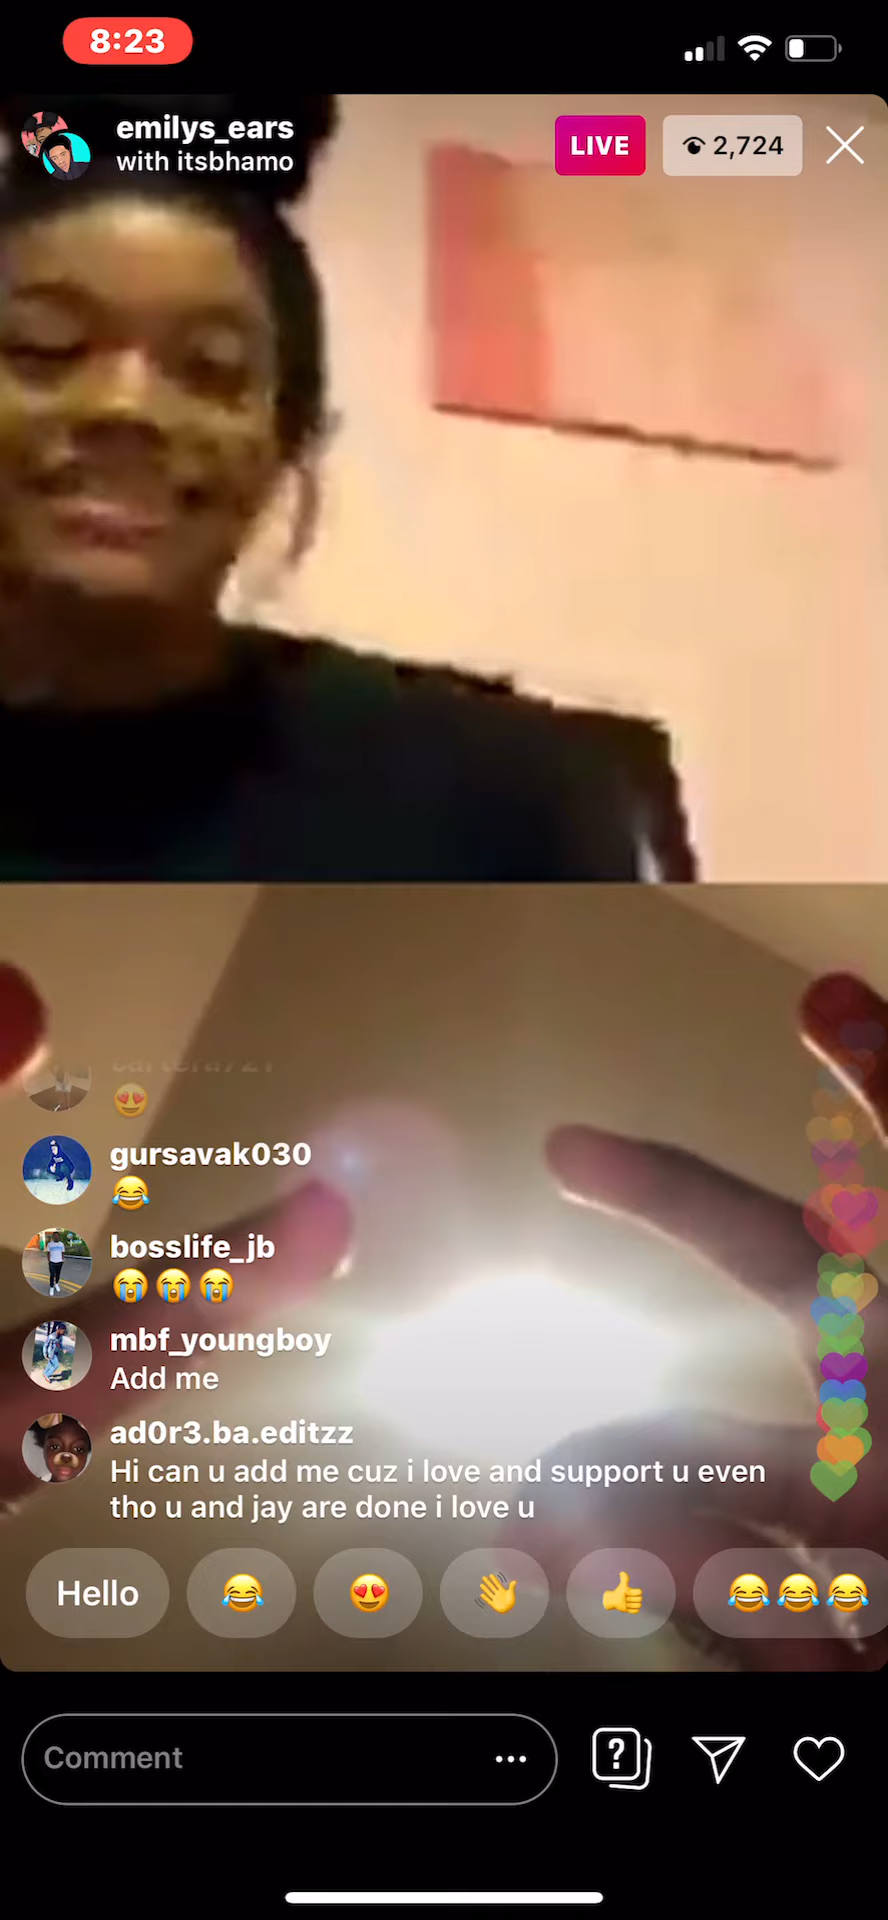 8:23
emilys_ears
with itsbhamo
LIVE
2,724
gursavak030
😂
bosslife_jb
😭😭😭
mbf_youngboy
Add me
ad0r3.ba.editzz
Hi can u add me cuz i love and support u even
tho u and jay are done i love u
Hello
Comment